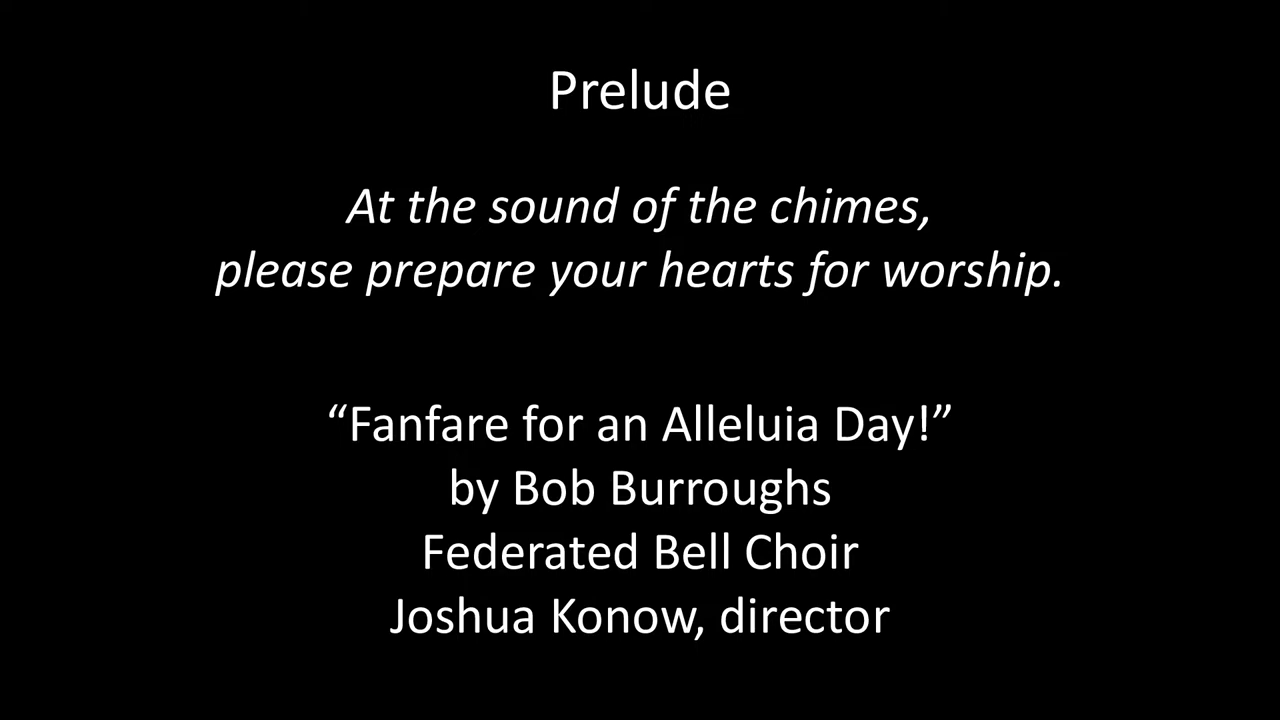 Prelude
At the sound of the chimes,
please prepare your hearts for worship.
“Fanfare for an Alleluia Day!”
by Bob Burroughs
Federated Bell Choir
Joshua Konow, director